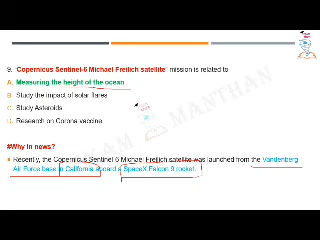 9. 'Copernicus Sentinel-6 Michael Freilich satellite' mission is related to
A. Measuring the height of the ocean
B. Study the impact of solar flares
C. Study Asteroids
D. Research on Corona vaccine
#Why in news?
Recently, the Copernicus Sentinel-6 Michael Freilich satellite was launched from the Vandenberg
Air Force base in California aboard a SpaceX Falcon 9 rocket.
MANTHAN